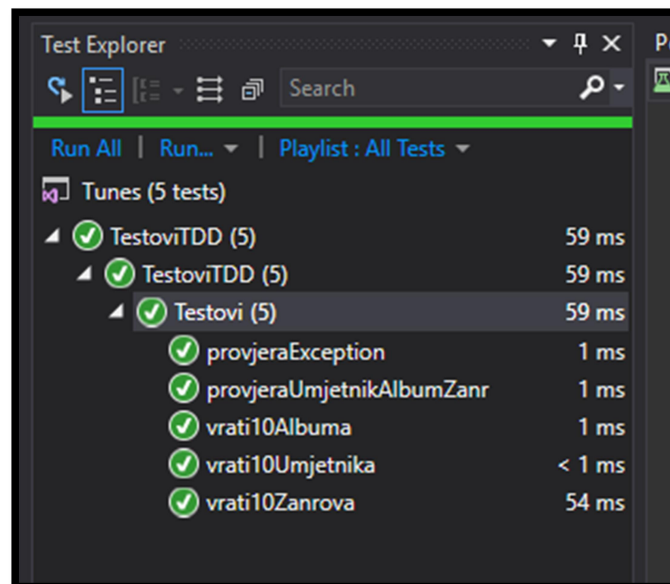 Test Explorer
Search
Run All | Run... | Playlist : All Tests
Tunes (5 tests)
TestoviTDD (5) 59 ms
TestoviTDD (5) 59 ms
Testovi (5) 59 ms
provjeraException 1 ms
provjeraUmjetnikAlbumZanr 1 ms
vrati10Albuma 1 ms
vrati10Umjetnika < 1 ms
vrati10Zanrova 54 ms